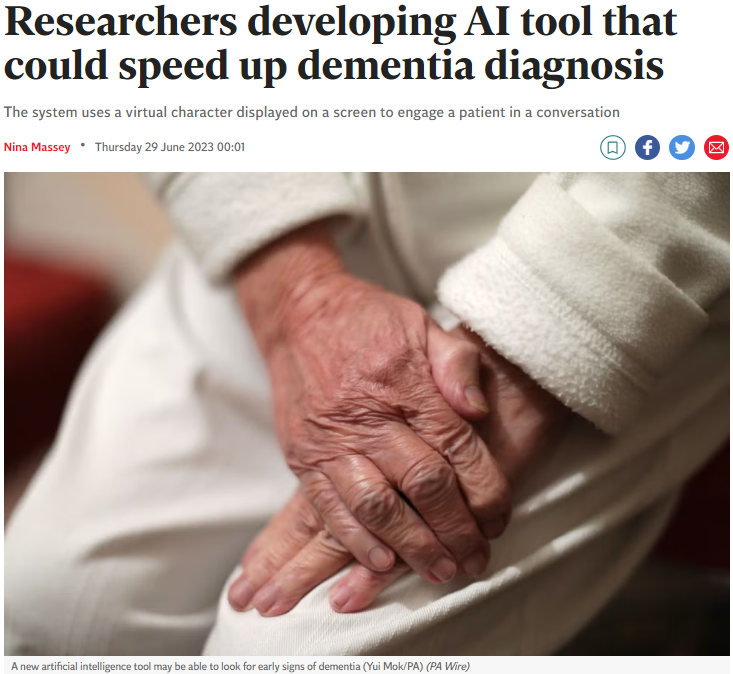 Researchers developing AI tool that
could speed up dementia diagnosis
The system uses a virtual character displayed on a screen to engage a patient in a conversation
Nina Massey • Thursday 29 June 2023 00:01
A new artificial intelligence tool may be able to look for early signs of dementia (Yui Mok/PA) (PA Wire)